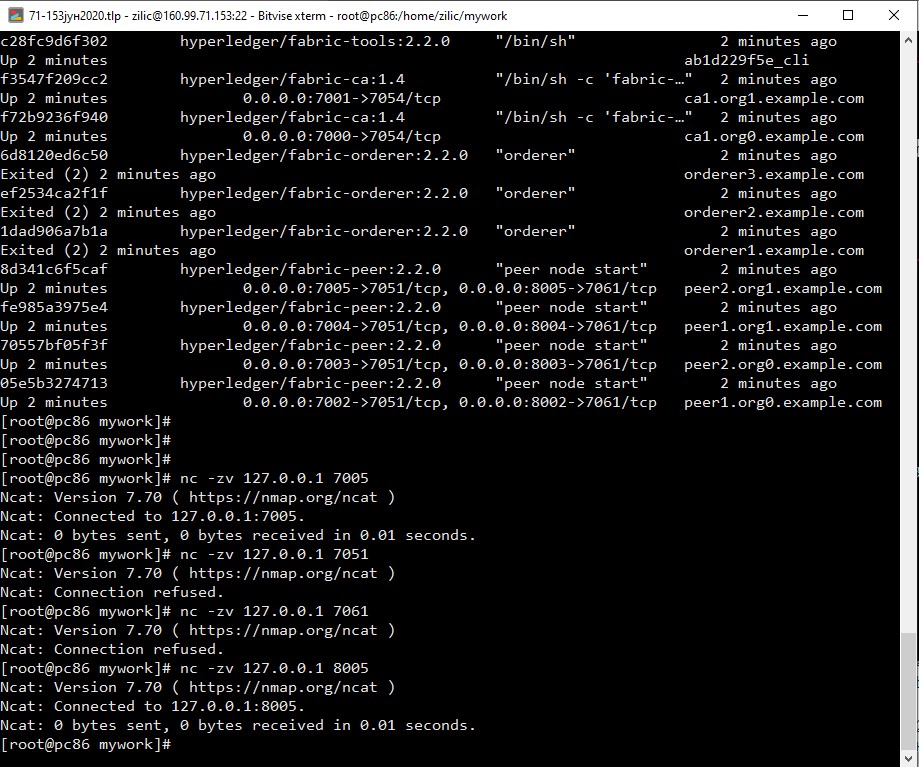 71-153јун2020.tlp - zilic@160.99.71.153:22 - Bitvise xterm - root@pc86:/home/zilic/mywork
c28fc9d6f302 hyperledger/fabric-tools:2.2.0 "/bin/sh" 2 minutes ago
Up 2 minutes ab1d229f5e_cli
f3547f209cc2 hyperledger/fabric-ca:1.4 "/bin/sh -c 'fabric-…" 2 minutes ago
Up 2 minutes 0.0.0.0:7001->7054/tcp ca1.org1.example.com
f72b9236f940 hyperledger/fabric-ca:1.4 "/bin/sh -c 'fabric-…" 2 minutes ago
Up 2 minutes 0.0.0.0:7000->7054/tcp ca1.org0.example.com
6d8120ed6c50 hyperledger/fabric-orderer:2.2.0 "orderer" 2 minutes ago
Exited (2) 2 minutes ago orderer3.example.com
ef2534ca2f1f hyperledger/fabric-orderer:2.2.0 "orderer" 2 minutes ago
Exited (2) 2 minutes ago orderer2.example.com
1dad906a7b1a hyperledger/fabric-orderer:2.2.0 "orderer" 2 minutes ago
Exited (2) 2 minutes ago orderer1.example.com
8d341c6f5caf hyperledger/fabric-peer:2.2.0 "peer node start" 2 minutes ago
Up 2 minutes 0.0.0.0:7005->7051/tcp, 0.0.0.0:8005->7061/tcp peer2.org1.example.com
fe985a3975e4 hyperledger/fabric-peer:2.2.0 "peer node start" 2 minutes ago
Up 2 minutes 0.0.0.0:7004->7051/tcp, 0.0.0.0:8004->7061/tcp peer1.org1.example.com
70557bf05f3f hyperledger/fabric-peer:2.2.0 "peer node start" 2 minutes ago
Up 2 minutes 0.0.0.0:7003->7051/tcp, 0.0.0.0:8003->7061/tcp peer2.org0.example.com
05e5b3274713 hyperledger/fabric-peer:2.2.0 "peer node start" 2 minutes ago
Up 2 minutes 0.0.0.0:7002->7051/tcp, 0.0.0.0:8002->7061/tcp peer1.org0.example.com
[root@pc86 mywork]#
[root@pc86 mywork]#
[root@pc86 mywork]#
[root@pc86 mywork]# nc -zv 127.0.0.1 7005
Ncat: Version 7.70 ( https://nmap.org/ncat )
Ncat: Connected to 127.0.0.1:7005.
Ncat: 0 bytes sent, 0 bytes received in 0.01 seconds.
[root@pc86 mywork]# nc -zv 127.0.0.1 7051
Ncat: Version 7.70 ( https://nmap.org/ncat )
Ncat: Connection refused.
[root@pc86 mywork]# nc -zv 127.0.0.1 7061
Ncat: Version 7.70 ( https://nmap.org/ncat )
Ncat: Connection refused.
[root@pc86 mywork]# nc -zv 127.0.0.1 8005
Ncat: Version 7.70 ( https://nmap.org/ncat )
Ncat: Connected to 127.0.0.1:8005.
Ncat: 0 bytes sent, 0 bytes received in 0.01 seconds.
[root@pc86 mywork]#